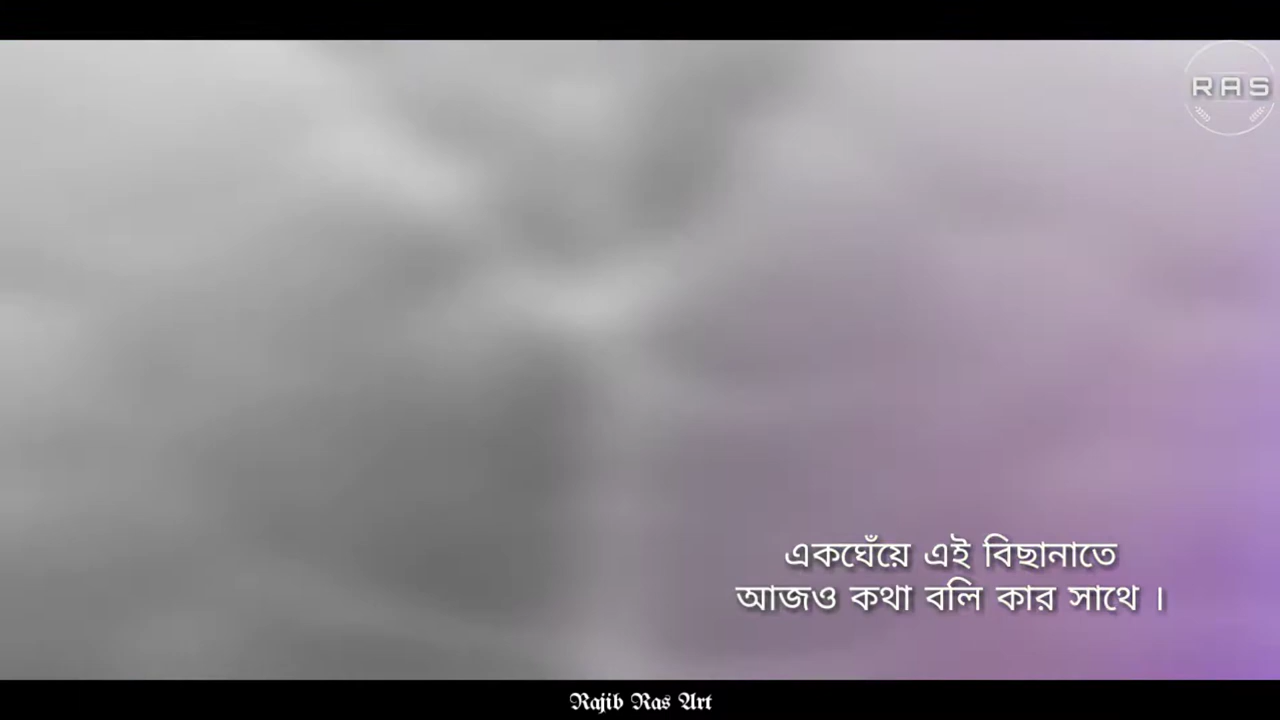 RAS
একঘেঁয়ে এই বিছানাতে
আজও কথা বলি কার সাথে ।
Rajib Ras Art